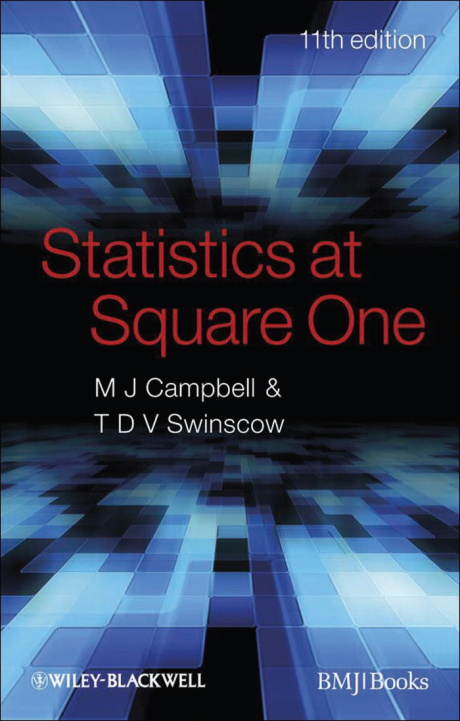 11th edition
Statistics at
Square One
M J Campbell &
T D V Swinscow
WILEY-BLACKWELL
BMJ|Books